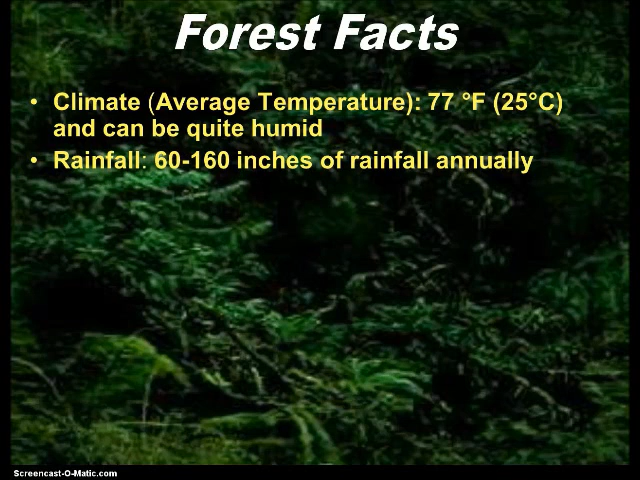 Forest Facts
• Climate (Average Temperature): 77 °F (25°C)
and can be quite humid
• Rainfall: 60-160 inches of rainfall annually
Screencast-O-Matic.com